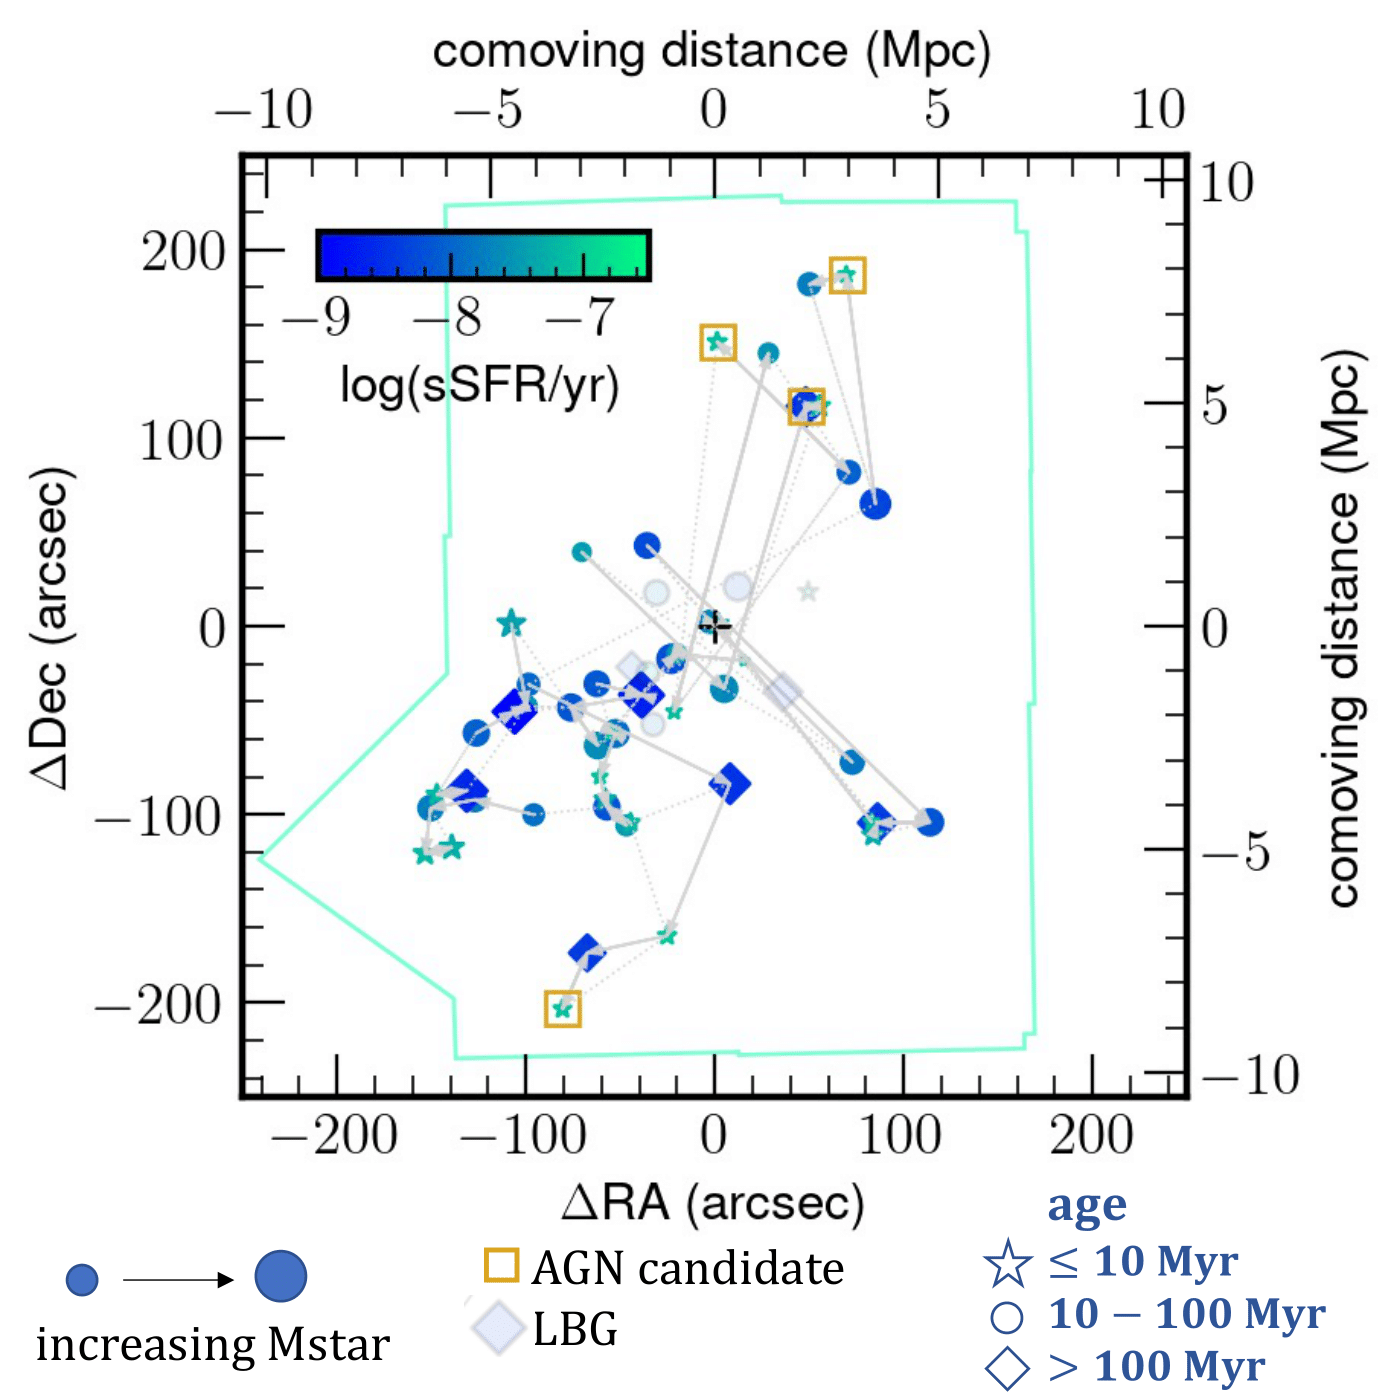 comoving distance (Mpc)
−10 −5 0 5 10
10
200
−9 −8 −7
log(sSFR/yr)
5
100
0
0
ΔDec (arcsec)
comoving distance (Mpc)
−100
−5
−200
−10
−200 −100 0 100 200
ΔRA (arcsec)
age
AGN candidate
≤ 10 Myr
LBG
10 − 100 Myr
increasing Mstar
> 100 Myr